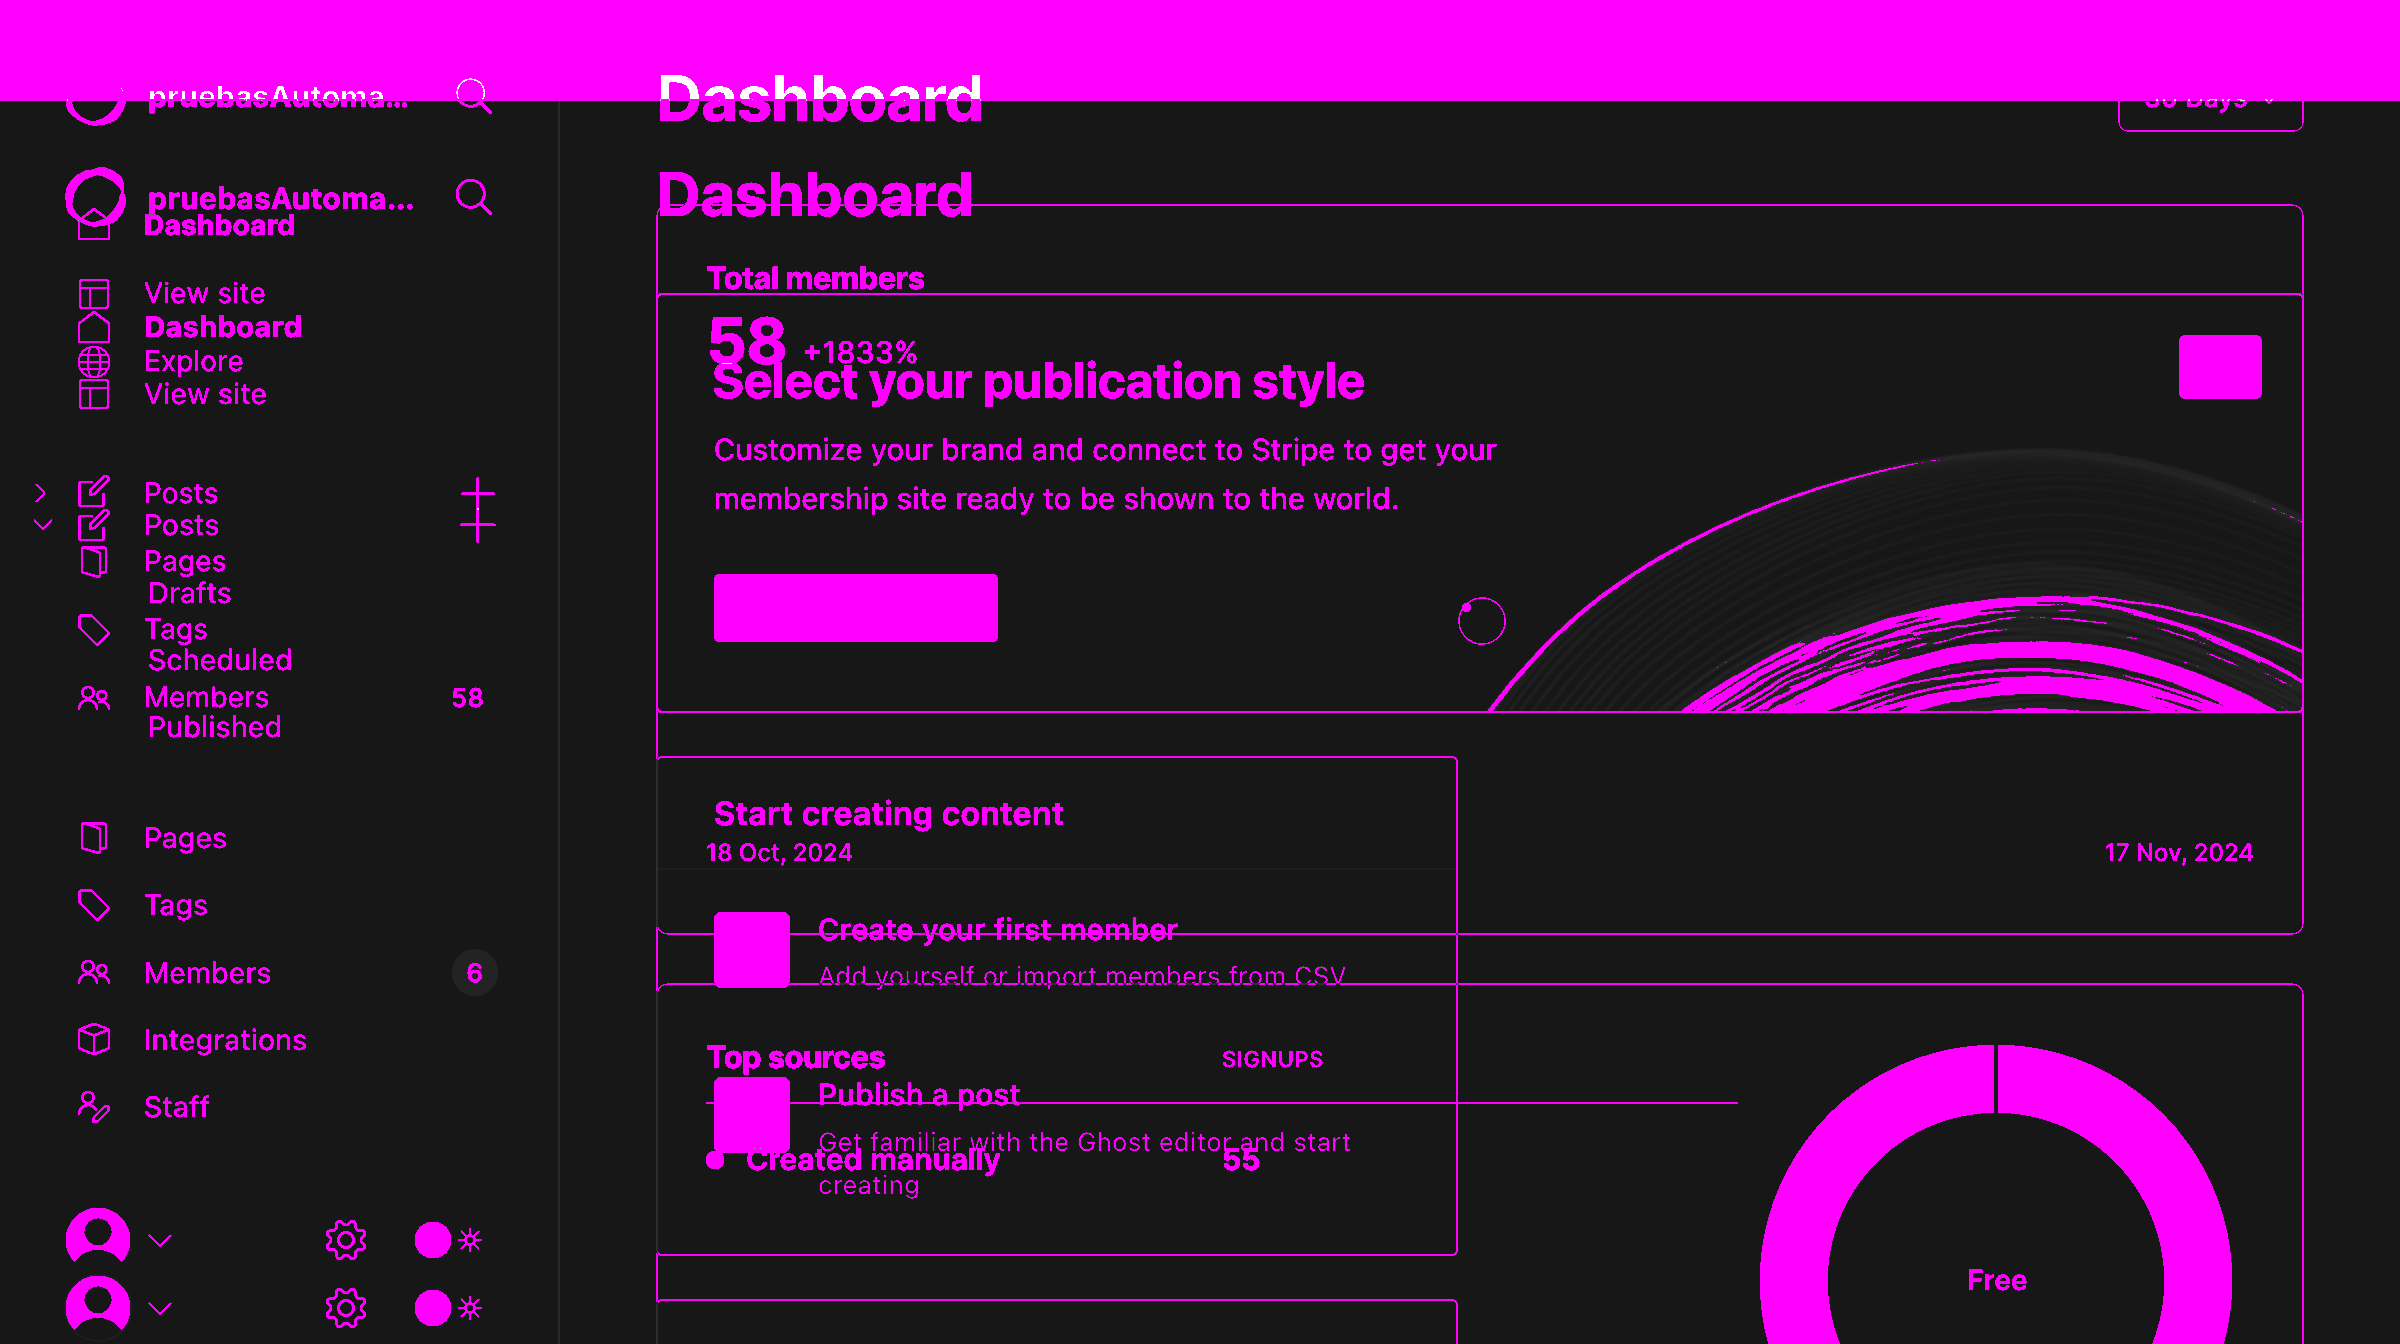 pruebasAutoma...
Dashboard
30 Days
pruebasAutoma...
Dashboard
Dashboard
View site
Dashboard
Explore
View site
Posts
Posts
Pages
Drafts
Tags
Scheduled
Members 58
Published
Pages
Tags
Members 6
Integrations
Staff
Total members
58 +1833%
Select your publication style
Customize your brand and connect to Stripe to get your
membership site ready to be shown to the world.
Start creating content
18 Oct, 2024
17 Nov, 2024
Create your first member
Add yourself or import members from CSV
Top sources SIGNUPS
Publish a post
Get familiar with the Ghost editor and start
Created manually 55
creating
Free